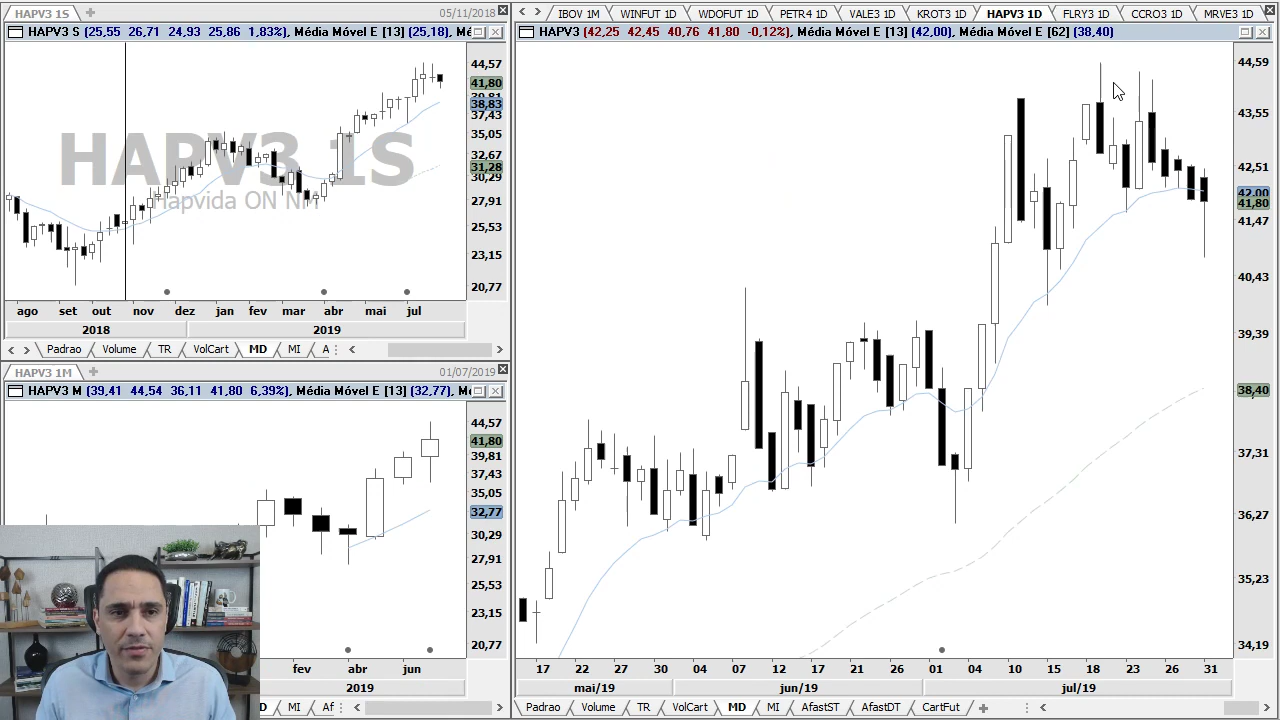 HAPV3 1S
05/11/2018
HAPV3 S (25,55 26,71 24,93 25,86 1,83%), Média Móvel E [13] (25,18), Mé
HAPV3 1S
Hapvida ON NM
44,57
41,80
39,81
38,83
37,43
35,05
32,67
31,28
30,29
27,91
25,53
23,15
20,77
ago set out nov dez jan fev mar abr mai jul
2018 2019
Padrao Volume TR VolCart MD MI A
HAPV3 1M
01/07/2019
HAPV3 M (39,41 44,54 36,11 41,80 6,39%), Média Móvel E [13] (32,77), M
44,57
41,80
39,81
37,43
35,05
32,77
30,29
27,91
25,53
23,15
20,77
fev abr jun
2019
D MI Af
IBOV 1M WINFUT 1D WDOFUT 1D PETR4 1D VALE3 1D KROT3 1D HAPV3 1D FLRY3 1D CCRO3 1D MRVE3 1D
HAPV3 (42,25 42,45 40,76 41,80 -0,12%), Média Móvel E [13] (42,00), Média Móvel E [62] (38,40)
44,59
43,55
42,51
42,00
41,80
41,47
40,43
39,39
38,40
37,31
36,27
35,23
34,19
17 22 27 30 04 07 12 17 21 26 01 04 10 15 18 23 26 31
mai/19 jun/19 jul/19
Padrao Volume TR VolCart MD MI AfastST AfastDT CartFut